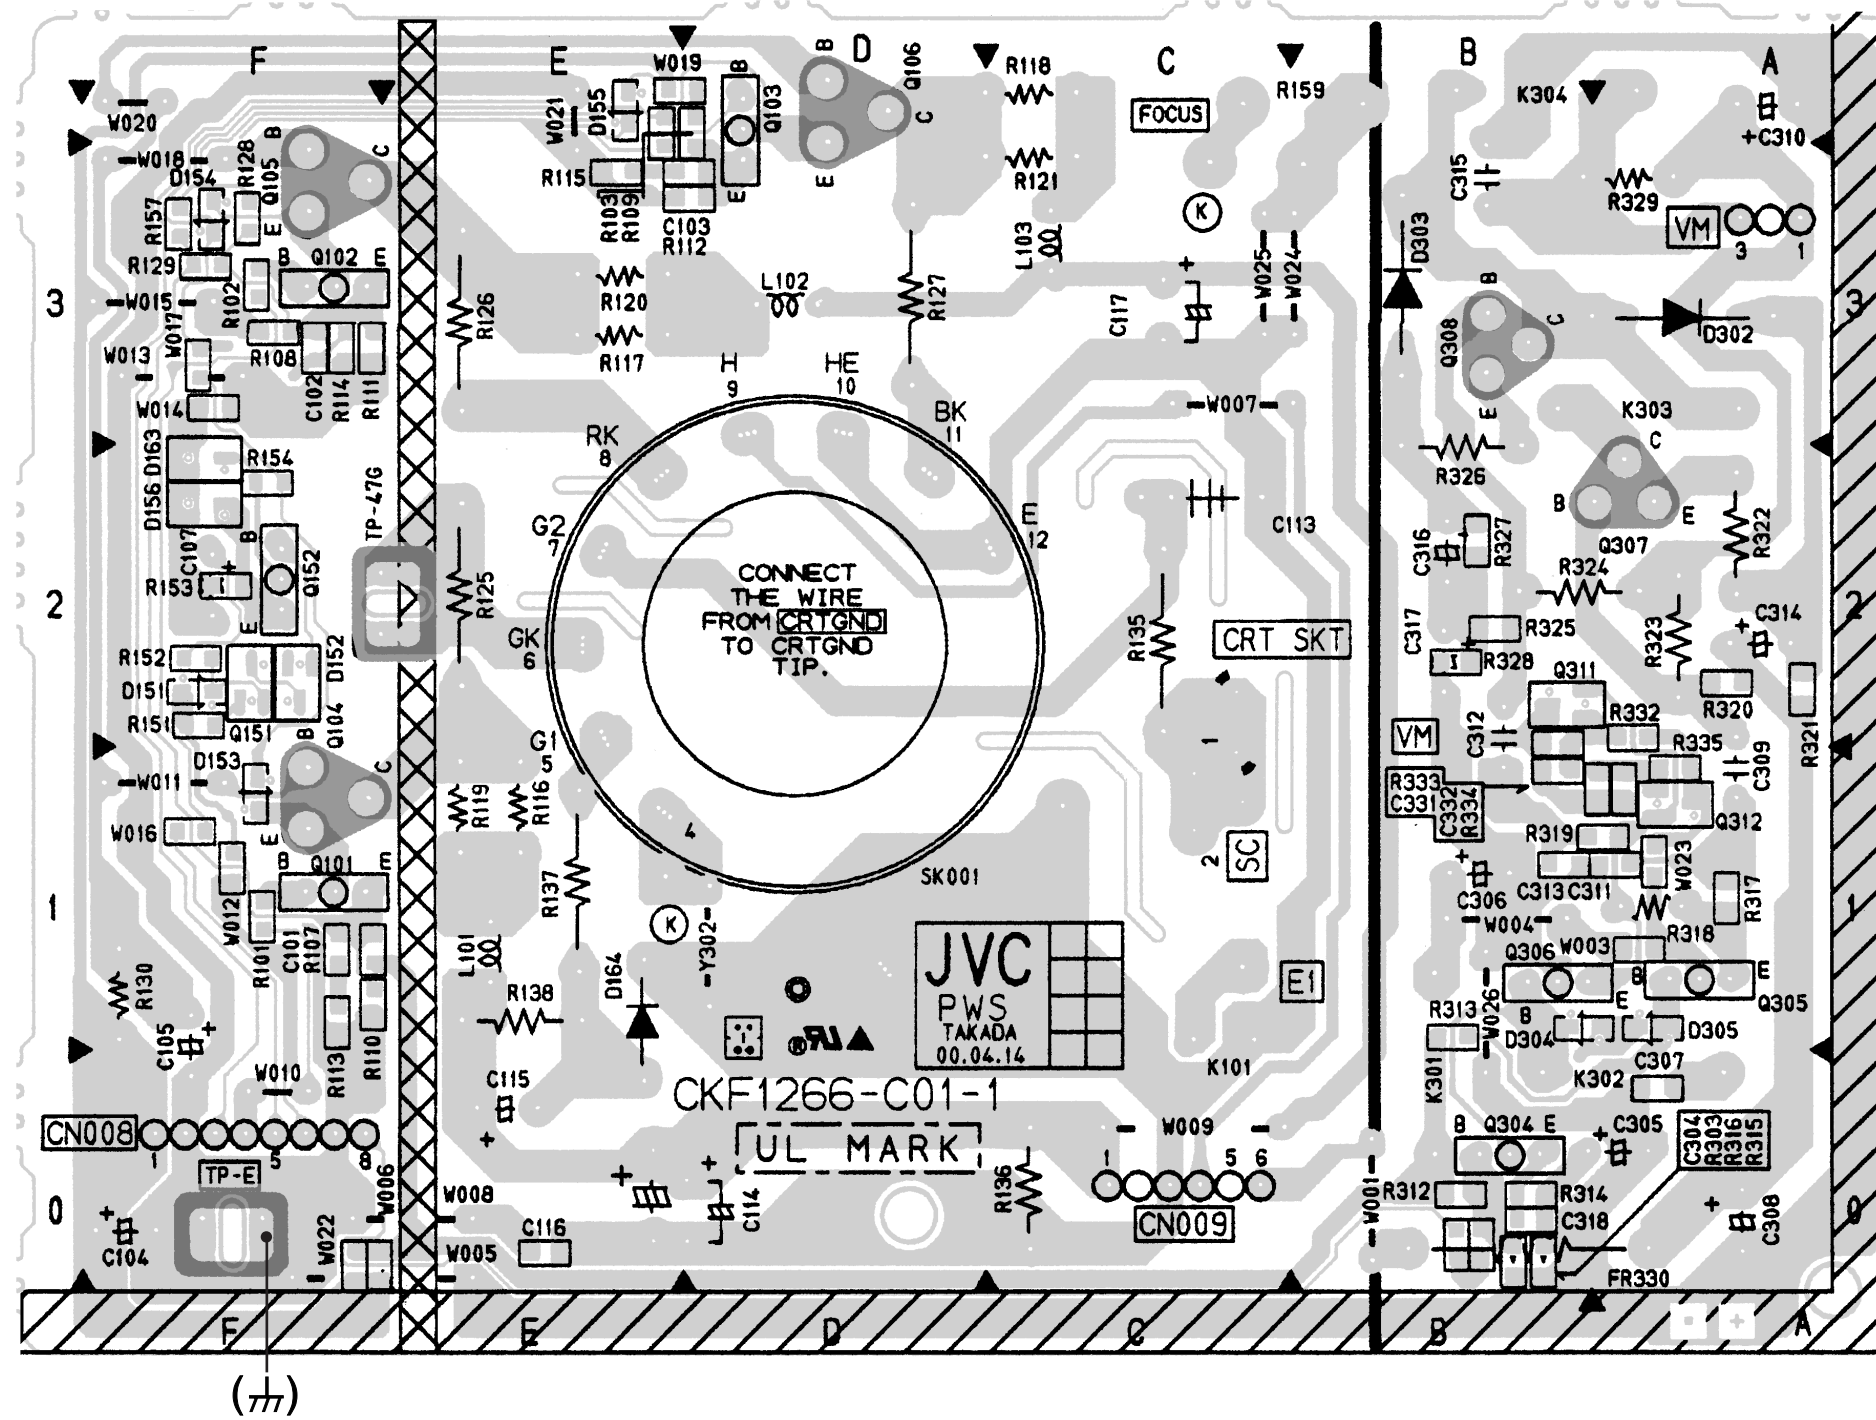 F
E
D
C
B
A
W020
W018
D154
R128
Q105
B
C
E
R157
R129
R102
B
Q102
E
3
W015
W017
W013
R108
W014
C102
R114
R111
D163
D156
R154
TP-47G
C107
B
R153
Q152
E
2
R152
D151
R151
Q151
D152
Q104
B
C
E
D153
W011
W016
B
Q101
E
1
W012
R101
C101
R107
R130
C105
R113
R110
W010
CN008
1
5
8
TP-E
W006
0
C104
W022
F
W019
W021
D155
B
Q103
E
R115
R103
R109
C103
R112
B
Q106
C
E
R118
R121
L103
FOCUS
R159
K
W025
W024
C117
R126
R120
R117
L102
R127
H
9
HE
10
BK
11
RK
8
G2
7
E
12
GK
6
G1
5
4
CONNECT
THE WIRE
FROM CRTGND
TO CRTGND
TIP.
W007
C113
R125
R135
CRT SKT
1
2
SC
SK001
R119
R116
R137
K
Y302
L101
D164
R138
JVC
PWS
TAKADA
00.04.14
E1
K101
C115
CKF1266-C01-1
UL MARK
W009
1
5 6
CN009
W008
W005
C116
C114
R136
W001
E
D
C
K304
C310
C315
R329
VM
3
1
D303
B
Q308
C
E
D302
3
K303
R326
B
C
E
Q307
C316
R327
R324
R322
C317
R325
R323
C314
2
R328
Q311
R320
R321
VM
C312
R332
R335
C309
R333
C331
C332
R334
Q312
R319
C306
C313
C311
W023
R317
1
W004
Q306
W003
R318
B
E
Q305
B
E
R313
W026
D304
D305
C307
K301
K302
B
Q304
E
C305
C304
R303
R316
R315
R312
R314
C318
C308
0
FR330
B
A